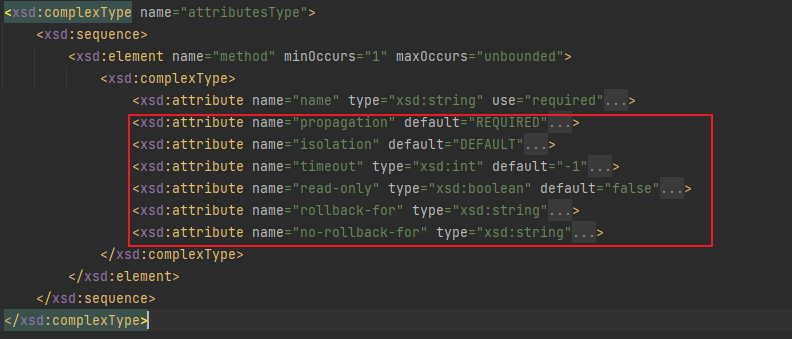 <xsd:complexType name="attributesType">
<xsd:sequence>
<xsd:element name="method" minOccurs="1" maxOccurs="unbounded">
<xsd:complexType>
<xsd:attribute name="name" type="xsd:string" use="required"...>
<xsd:attribute name="propagation" default="REQUIRED"...>
<xsd:attribute name="isolation" default="DEFAULT"...>
<xsd:attribute name="timeout" type="xsd:int" default="-1"...>
<xsd:attribute name="read-only" type="xsd:boolean" default="false"...>
<xsd:attribute name="rollback-for" type="xsd:string"...>
<xsd:attribute name="no-rollback-for" type="xsd:string"...>
</xsd:complexType>
</xsd:element>
</xsd:sequence>
</xsd:complexType>